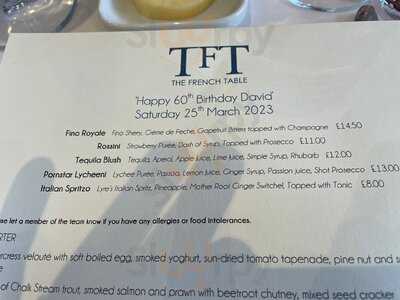 TFT
THE FRENCH TABLE
'Happy 60th Birthday David'
Saturday 25th March 2023
Fino Royale Fino Sherry, Crème de Peche, Grapefruit Bitters topped with Champagne £14.50
Rossini Strawberry Purée, Dash of Syrup, Topped with Prosecco £11.00
Tequila Blush Tequila, Aperol, Apple Juice, Lime Juice, Simple Syrup, Rhubarb £12.00
Pornstar Lycheeni Lychee Puree, Passoa, Lemon Juice, Ginger Syrup, Passion Juice, Shot Prosecco £13.00
Italian Spritzo Lyre's Italian Spritz, Pineapple, Mother Root Ginger Switchel, Topped with Tonic £8.00
se let a member of the team know if you have any allergies or food intolerances.
RTER
rcress velouté with soft boiled egg, smoked yoghurt, sun-dried tomato tapenade, pine nut and s
e
of Chalk Stream trout, smoked salmon and prawn with beetroot chutney, mixed seed cracker